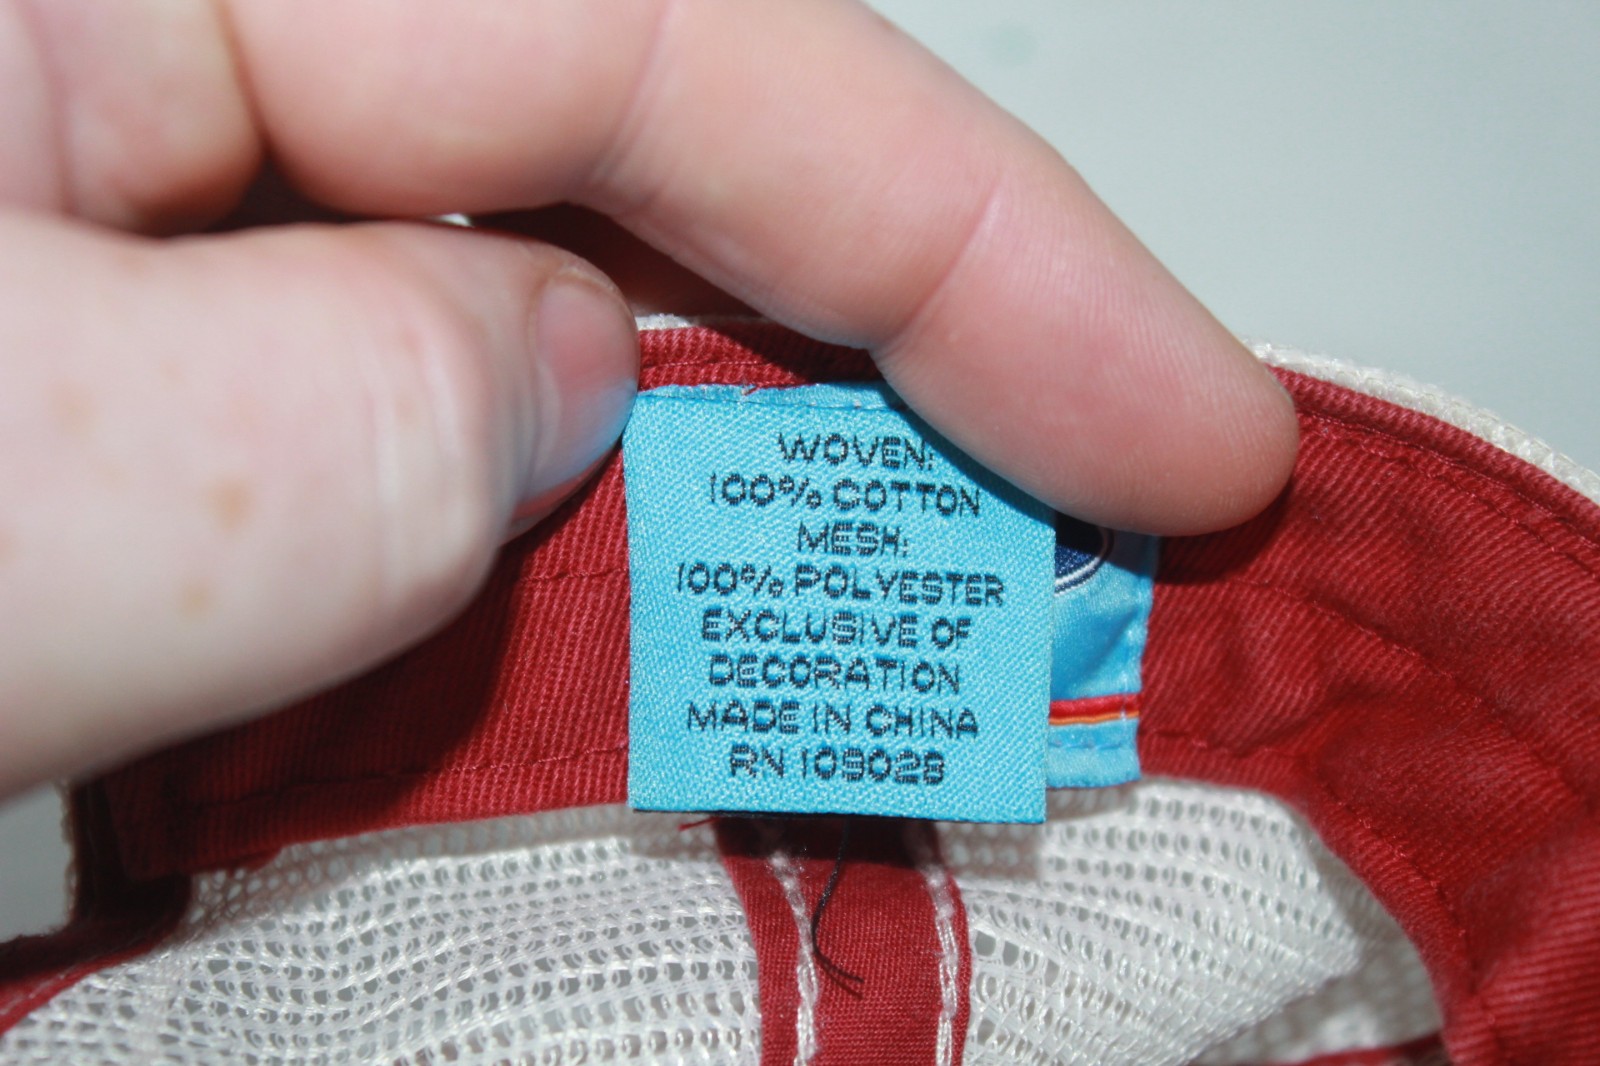 WOVEN:
100% COTTON
MESH:
100% POLYESTER
EXCLUSIVE OF
DECORATION
MADE IN CHINA
RN 109028